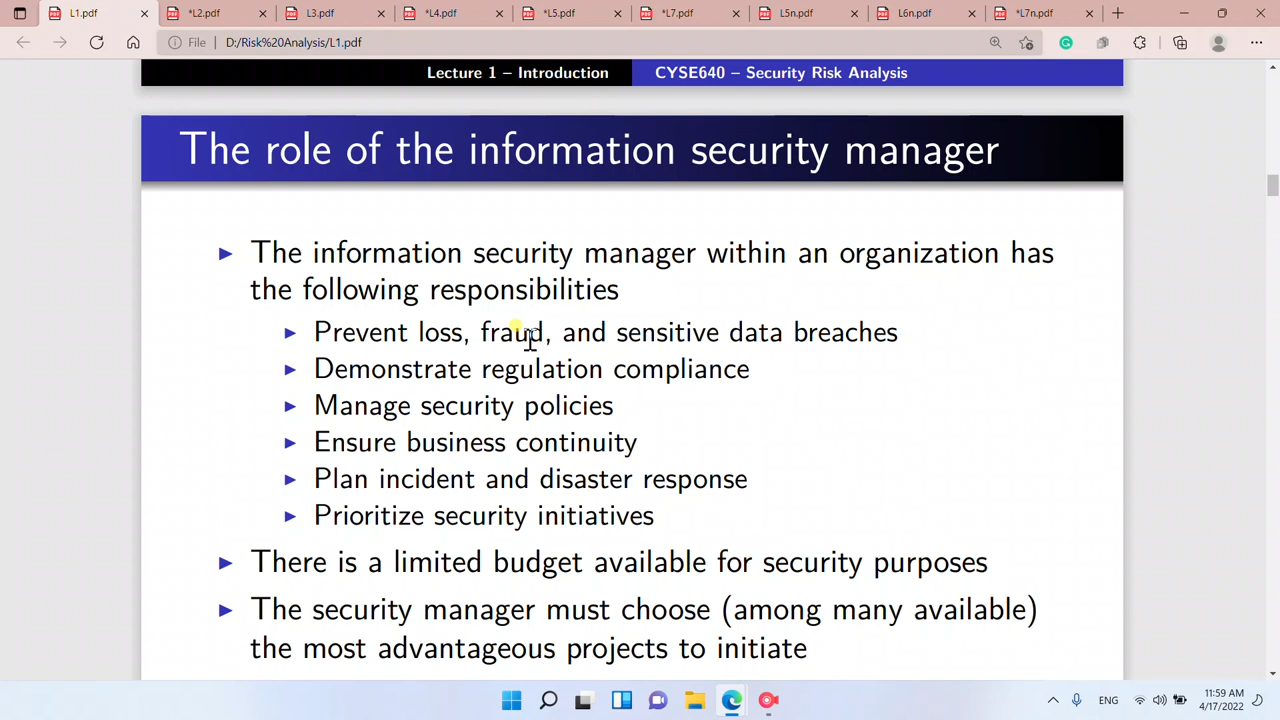 L1.pdf
*L2.pdf
L3.pdf
*L4.pdf
*L5.pdf
*L7.pdf
L5n.pdf
L6n.pdf
*L7n.pdf
File
D:/Risk%20Analysis/L1.pdf
Lecture 1 – Introduction
CYSE640 – Security Risk Analysis
The role of the information security manager
The information security manager within an organization has
the following responsibilities
Prevent loss, fraud, and sensitive data breaches
Demonstrate regulation compliance
Manage security policies
Ensure business continuity
Plan incident and disaster response
Prioritize security initiatives
There is a limited budget available for security purposes
The security manager must choose (among many available)
the most advantageous projects to initiate
ENG
11:59 AM
4/17/2022